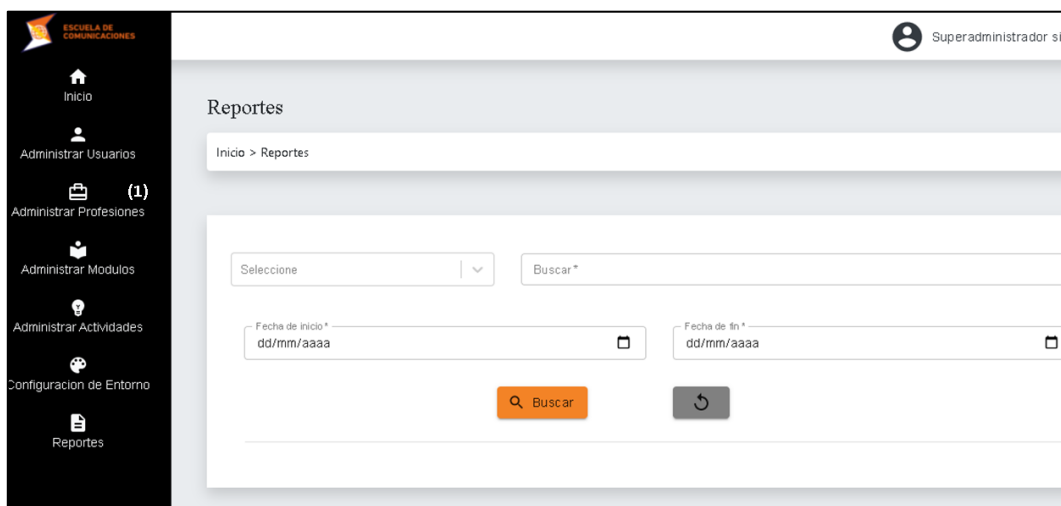 ESCUELA DE
COMUNICACIONES
Superadministrador si
Inicio
Administrar Usuarios
(1)
Administrar Profesiones
Administrar Modulos
Administrar Actividades
Configuracion de Entorno
Reportes
Reportes
Inicio > Reportes
Seleccione
Buscar*
Fecha de inicio*
dd/mm/aaaa
Fecha de fin*
dd/mm/aaaa
Buscar